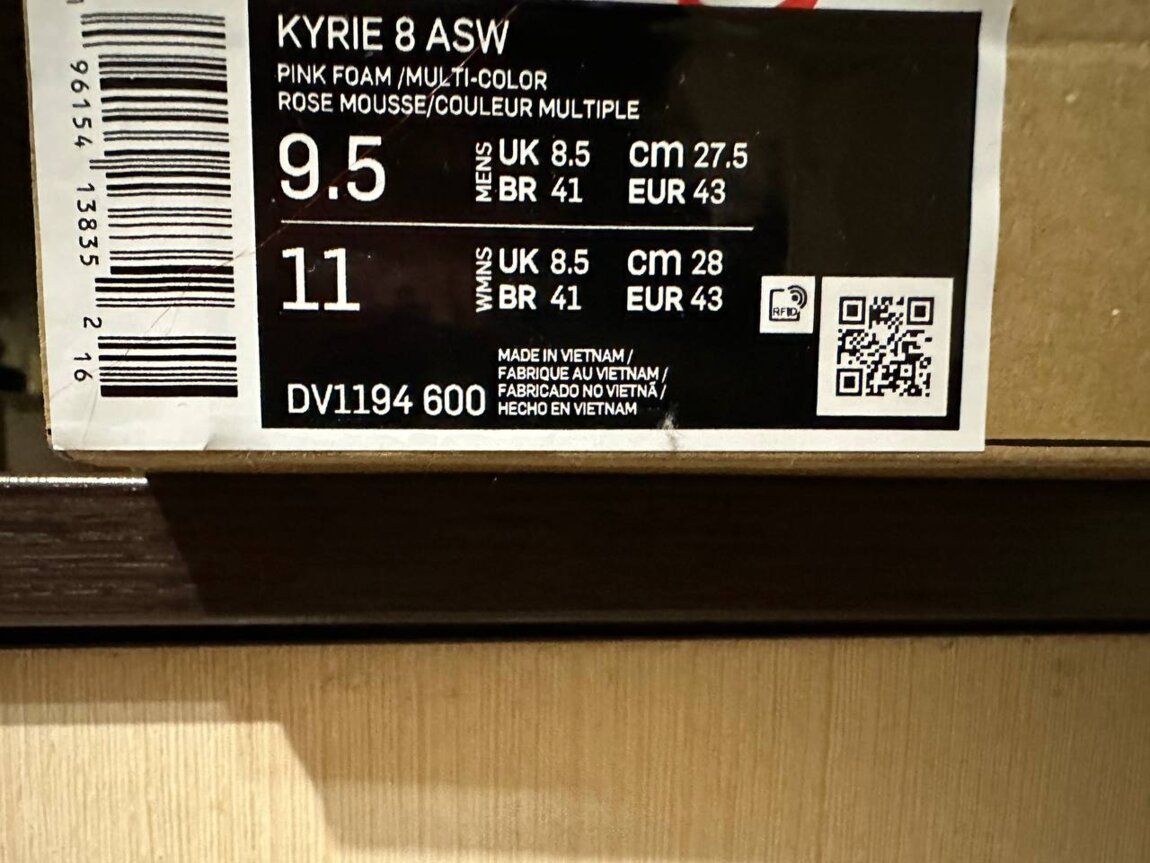 KYRIE 8 ASW
PINK FOAM /MULTI-COLOR
ROSE MOUSSE/COULEUR MULTIPLE
9.5
MENS
UK 8.5 cm 27.5
BR 41 EUR 43
11
WMNS
UK 8.5 cm 28
BR 41 EUR 43
RFID
MADE IN VIETNAM /
FABRIQUE AU VIETNAM /
FABRICADO NO VIETNÃ /
HECHO EN VIETNAM
DV1194 600
96154 13835 2 16